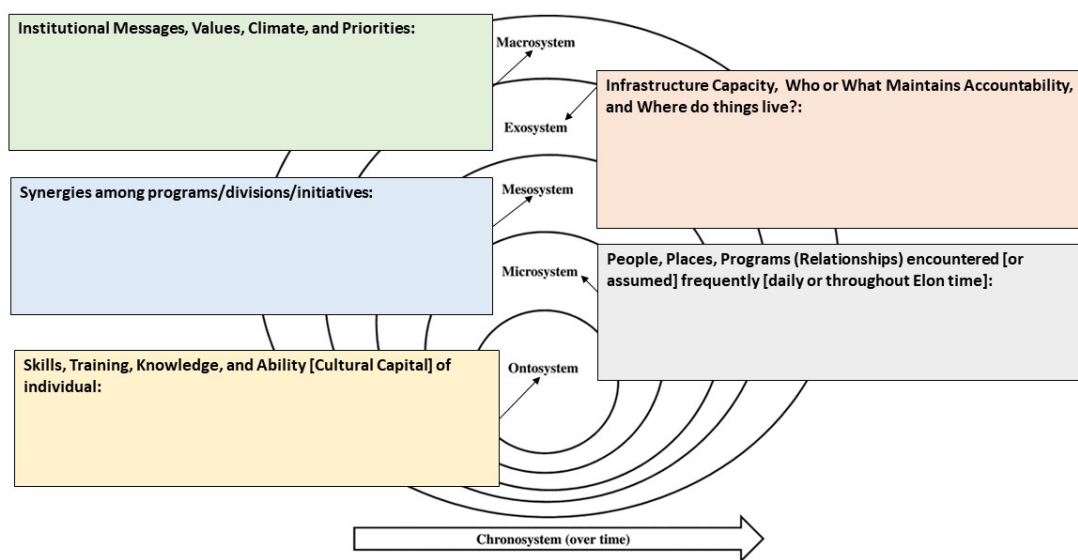 Institutional Messages, Values, Climate, and Priorities:
Macrosystem
Infrastructure Capacity,  Who or What Maintains Accountability,
and Where do things live?:
Exosystem
Synergies among programs/divisions/initiatives:
Mesosystem
People, Places, Programs (Relationships) encountered [or
assumed] frequently [daily or throughout Elon time]:
Microsystem
Skills, Training, Knowledge, and Ability [Cultural Capital] of
individual:
Ontosystem
Chronosystem (over time)